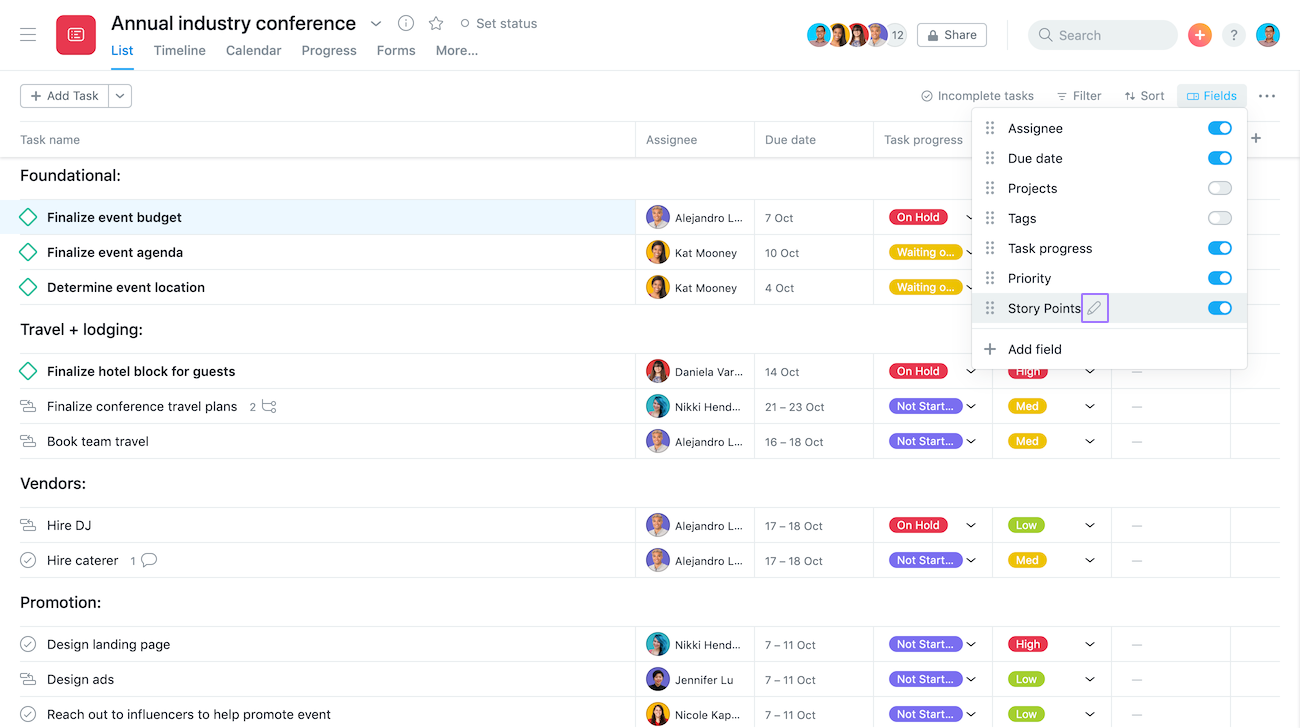 Annual industry conference
Set status
12
Share
Search
?
List Timeline Calendar Progress Forms More...
Add Task
Incomplete tasks Filter Sort Fields
Task name Assignee Due date Task progress
Assignee
Due date
Projects
Tags
Task progress
Priority
Story Points
Add field
Foundational:
Finalize event budget Alejandro L... 7 Oct On Hold
Finalize event agenda Kat Mooney 10 Oct Waiting o...
Determine event location Kat Mooney 4 Oct Waiting o...
Travel + lodging:
Finalize hotel block for guests Daniela Var... 14 Oct On Hold High —
Finalize conference travel plans 2 Nikki Hend... 21 – 23 Oct Not Start... Med —
Book team travel Alejandro L... 16 – 18 Oct Not Start... Med —
Vendors:
Hire DJ Alejandro L... 17 – 18 Oct On Hold Low —
Hire caterer 1 Alejandro L... 17 – 18 Oct Not Start... Med —
Promotion:
Design landing page Nikki Hend... 7 – 11 Oct Not Start... High —
Design ads Jennifer Lu 7 – 11 Oct Not Start... Low —
Reach out to influencers to help promote event Nicole Kap... 7 – 11 Oct Not Start... Low —